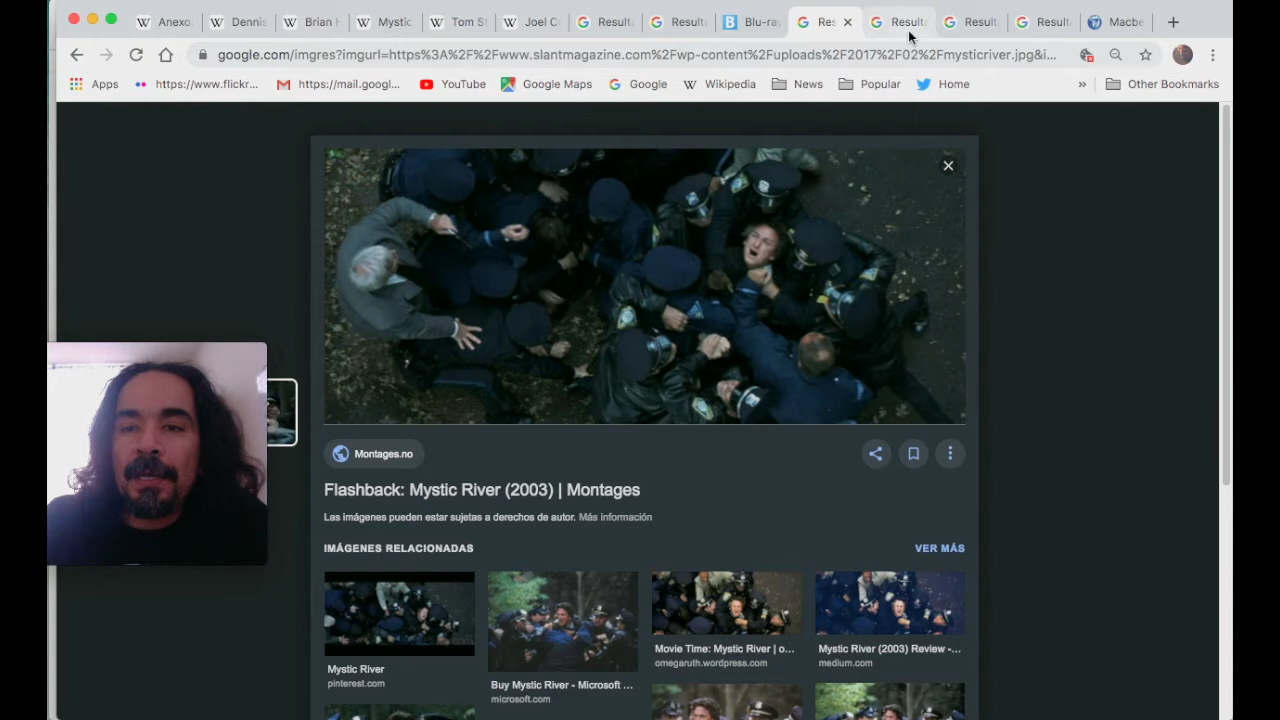 Anexo:
Dennis
Brian H
Mystic
Tom St
Joel C
Result
Result
Blu-ray
Res
Result
Result
Result
Macbe
google.com/imgres?imgurl=https%3A%2F%2Fwww.slantmagazine.com%2Fwp-content%2Fuploads%2F2017%2F02%2Fmysticriver.jpg&i...
Apps https://www.flickr... https://mail.googl... YouTube Google Maps Google Wikipedia News Popular Home » Other Bookmarks
Montages.no
Flashback: Mystic River (2003) | Montages
Las imágenes pueden estar sujetas a derechos de autor. Más información
IMÁGENES RELACIONADAS VER MÁS
Mystic River
pinterest.com
Buy Mystic River - Microsoft ...
microsoft.com
Movie Time: Mystic River | o...
omegaruth.wordpress.com
Mystic River (2003) Review -...
medium.com